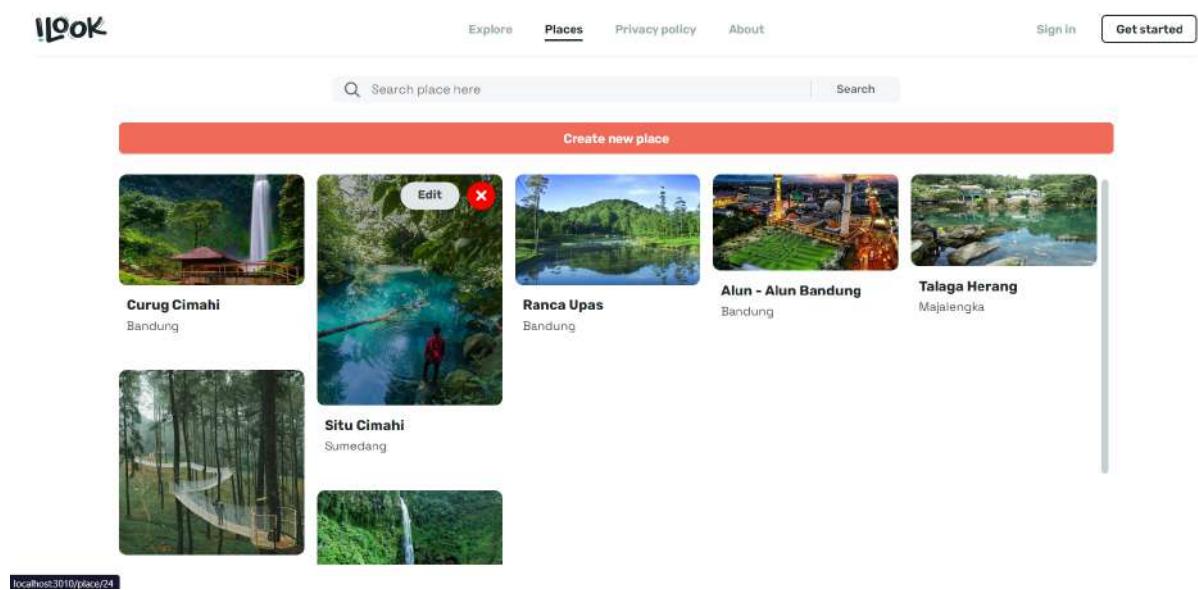 ILOOK
Explore
Places
Privacy policy
About
Sign in
Get started
Search place here
Search
Create new place
Edit
Curug Cimahi
Bandung
Situ Cimahi
Sumedang
Ranca Upas
Bandung
Alun - Alun Bandung
Bandung
Talaga Herang
Majalengka
localhost:3010/place/24